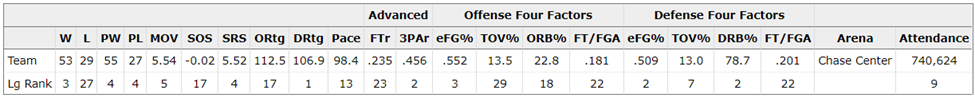 Advanced Offense Four Factors Defense Four Factors
W L PW PL MOV SOS SRS ORtg DRtg Pace FTr 3PAr eFG% TOV% ORB% FT/FGA eFG% TOV% DRB% FT/FGA Arena Attendance
Team 53 29 55 27 5.54 -0.02 5.52 112.5 106.9 98.4 .235 .456 .552 13.5 22.8 .181 .509 13.0 78.7 .201 Chase Center 740,624
Lg Rank 3 27 4 4 5 17 4 17 1 13 23 2 3 29 18 22 2 7 2 22 9